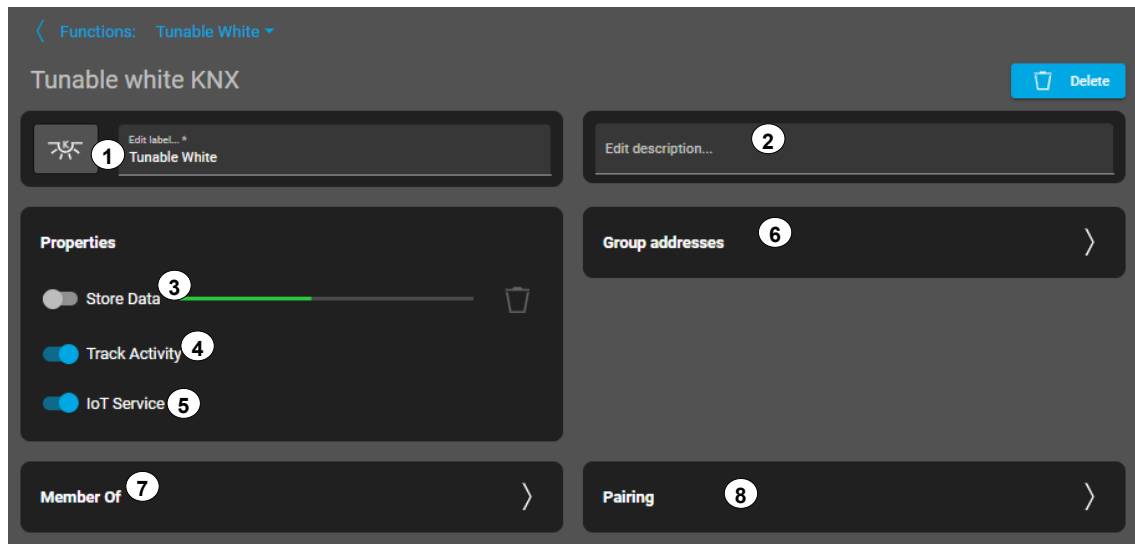 Functions: Tunable White
Tunable white KNX
Delete
K
1
Edit label... *
Tunable White
Edit description...
2
Properties
Group addresses
6
Store Data
3
Track Activity
4
IoT Service
5
Member Of
7
Pairing
8